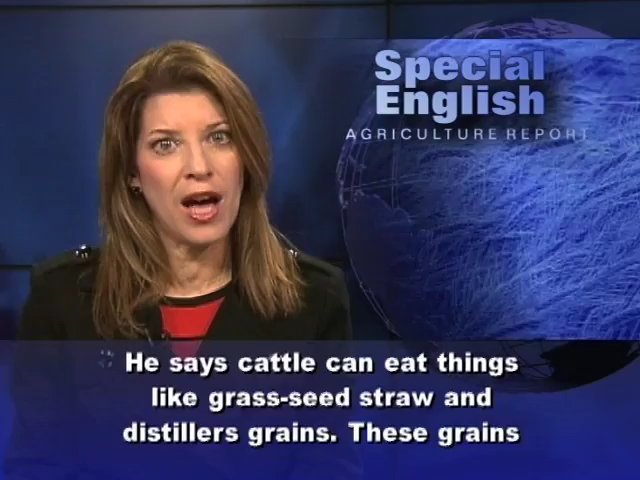 Special
English
AGRICULTURE REPORT
He says cattle can eat things
like grass-seed straw and
distillers grains. These grains